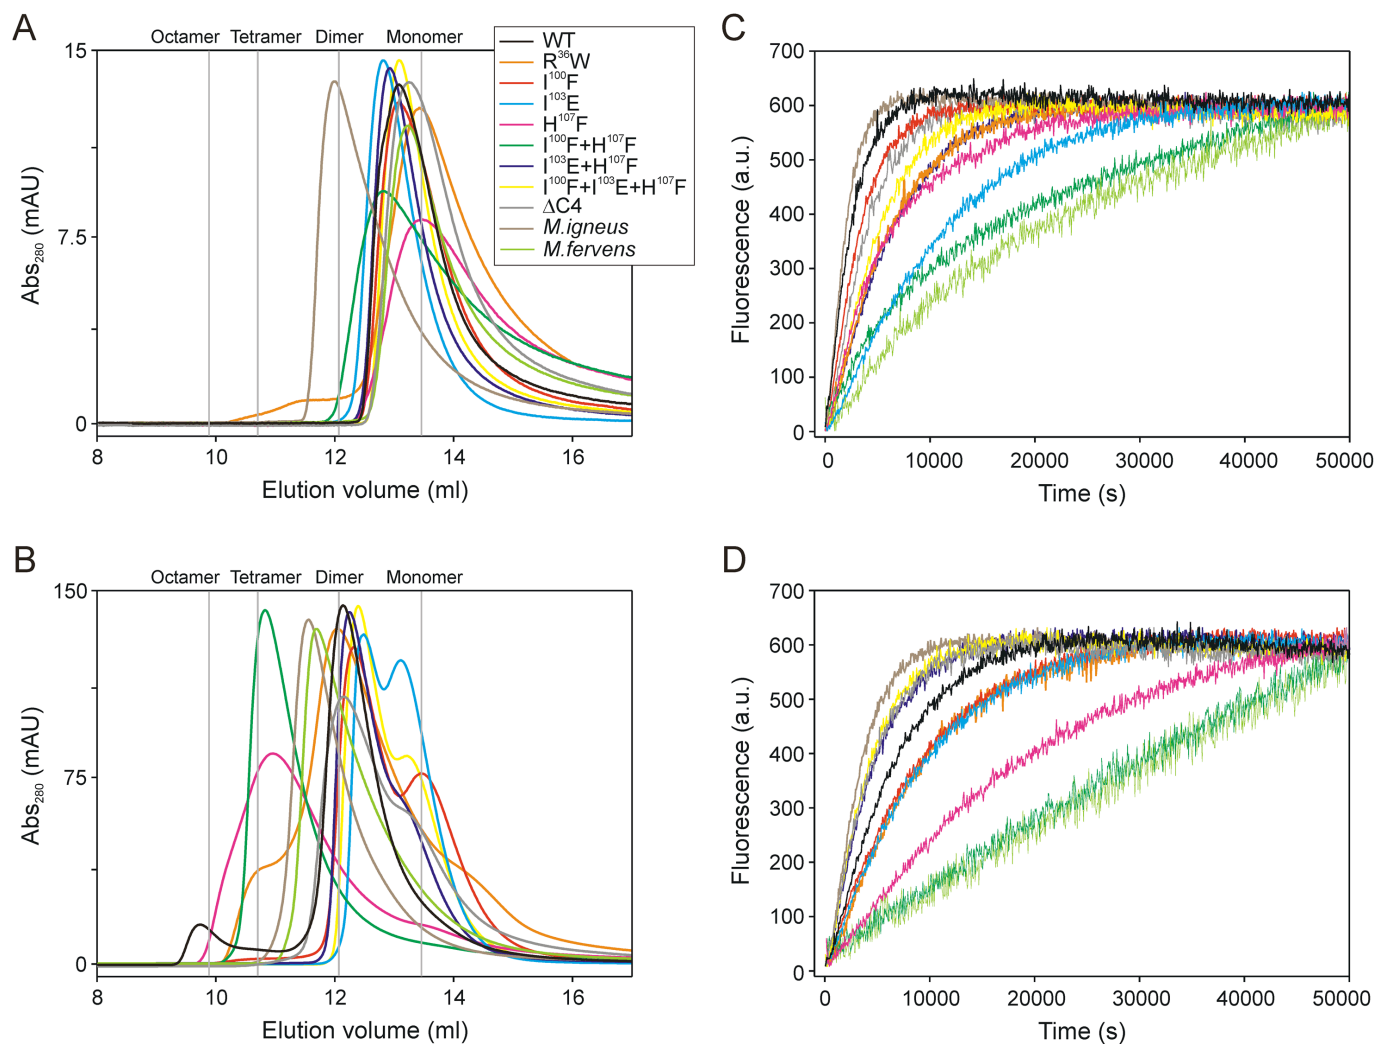 A
Octamer Tetramer Dimer Monomer
15
7.5
0
Abs280 (mAU)
8 10 12 14 16
Elution volume (ml)
WT
R36W
I100F
I103E
H107F
I100F+H107F
I103E+H107F
I100F+I103E+H107F
ΔC4
M.igneus
M.fervens
C
700
600
500
400
300
200
100
0
Fluorescence (a.u.)
0 10000 20000 30000 40000 50000
Time (s)
B
Octamer Tetramer Dimer Monomer
150
75
0
Abs280 (mAU)
8 10 12 14 16
Elution volume (ml)
D
700
600
500
400
300
200
100
0
Fluorescence (a.u.)
0 10000 20000 30000 40000 50000
Time (s)